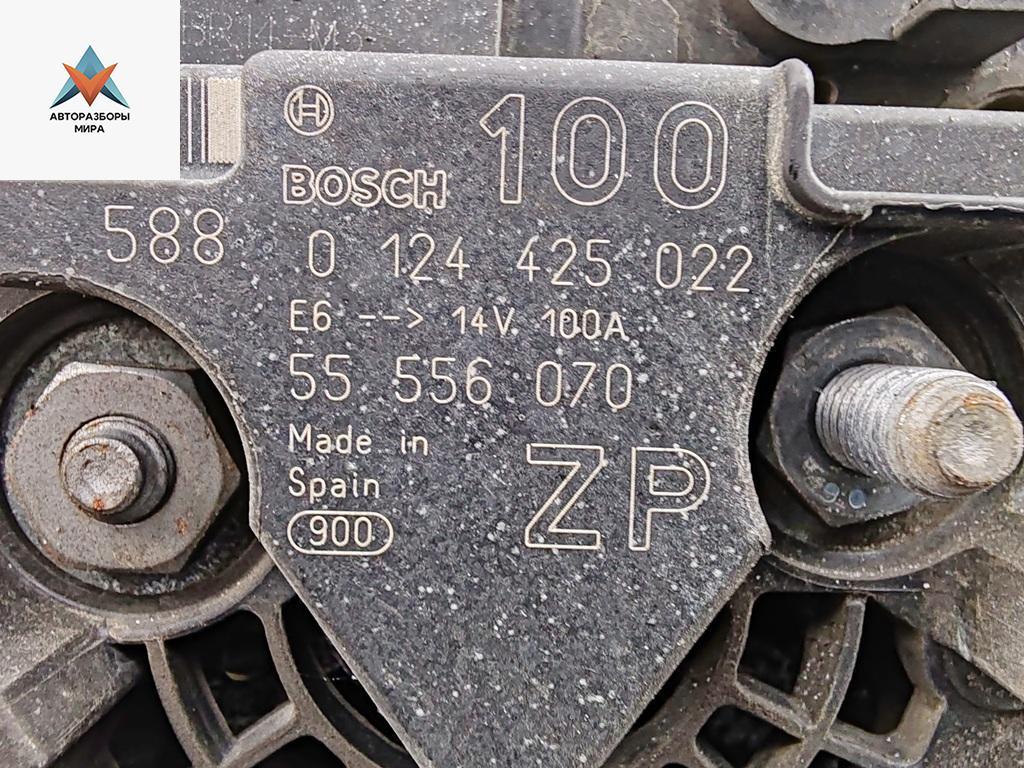 АВТОРАЗБОРЫ
МИРА
100
BOSCH
588
0 124 425 022
E6 --> 14V 100A
55 556 070
Made in
Spain
ZP
900